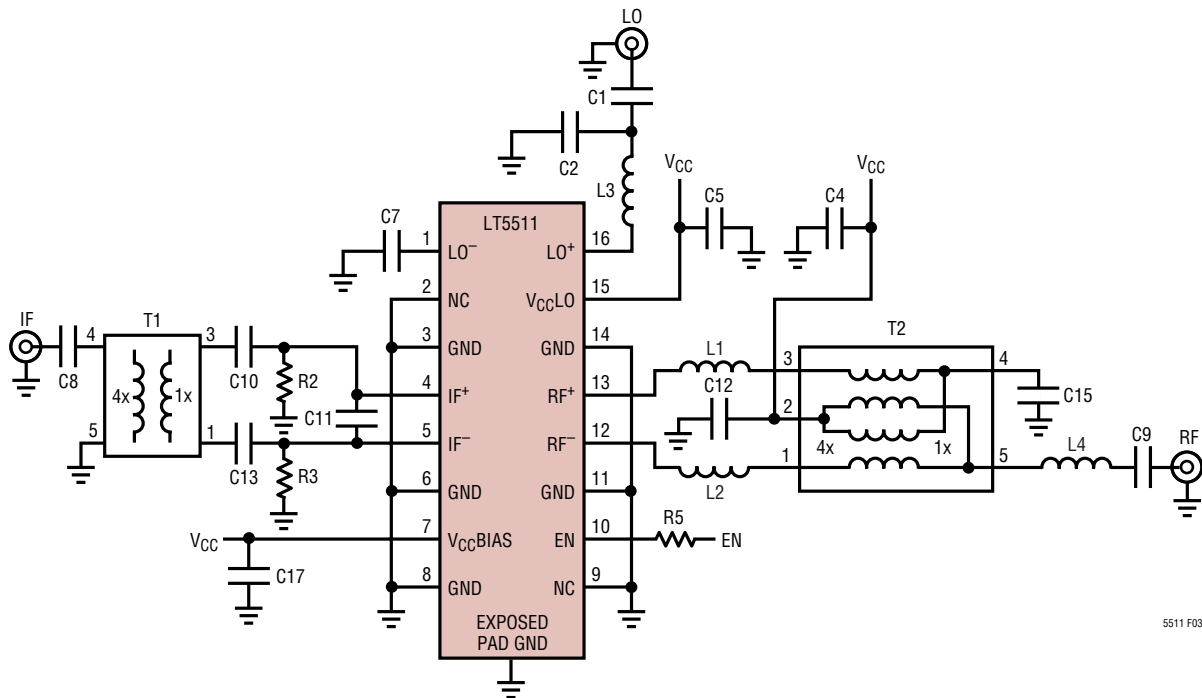 LO
C1
C2
L3
VCC
VCC
C5
C4
C7
LT5511
1
LO−
LO+
16
2
NC
VCCLO
15
IF
4
T1
3
3
GND
GND
14
T2
C8
C10
R2
L1
3
4
4x
1x
4
IF+
RF+
13
C12
2
C15
C11
5
1
5
IF−
RF−
12
4x
1x
C9
RF
C13
R3
1
5
L4
L2
6
GND
GND
11
R5
VCC
7
VCCBIAS
EN
10
EN
C17
8
GND
NC
9
EXPOSED
PAD GND
5511 F03